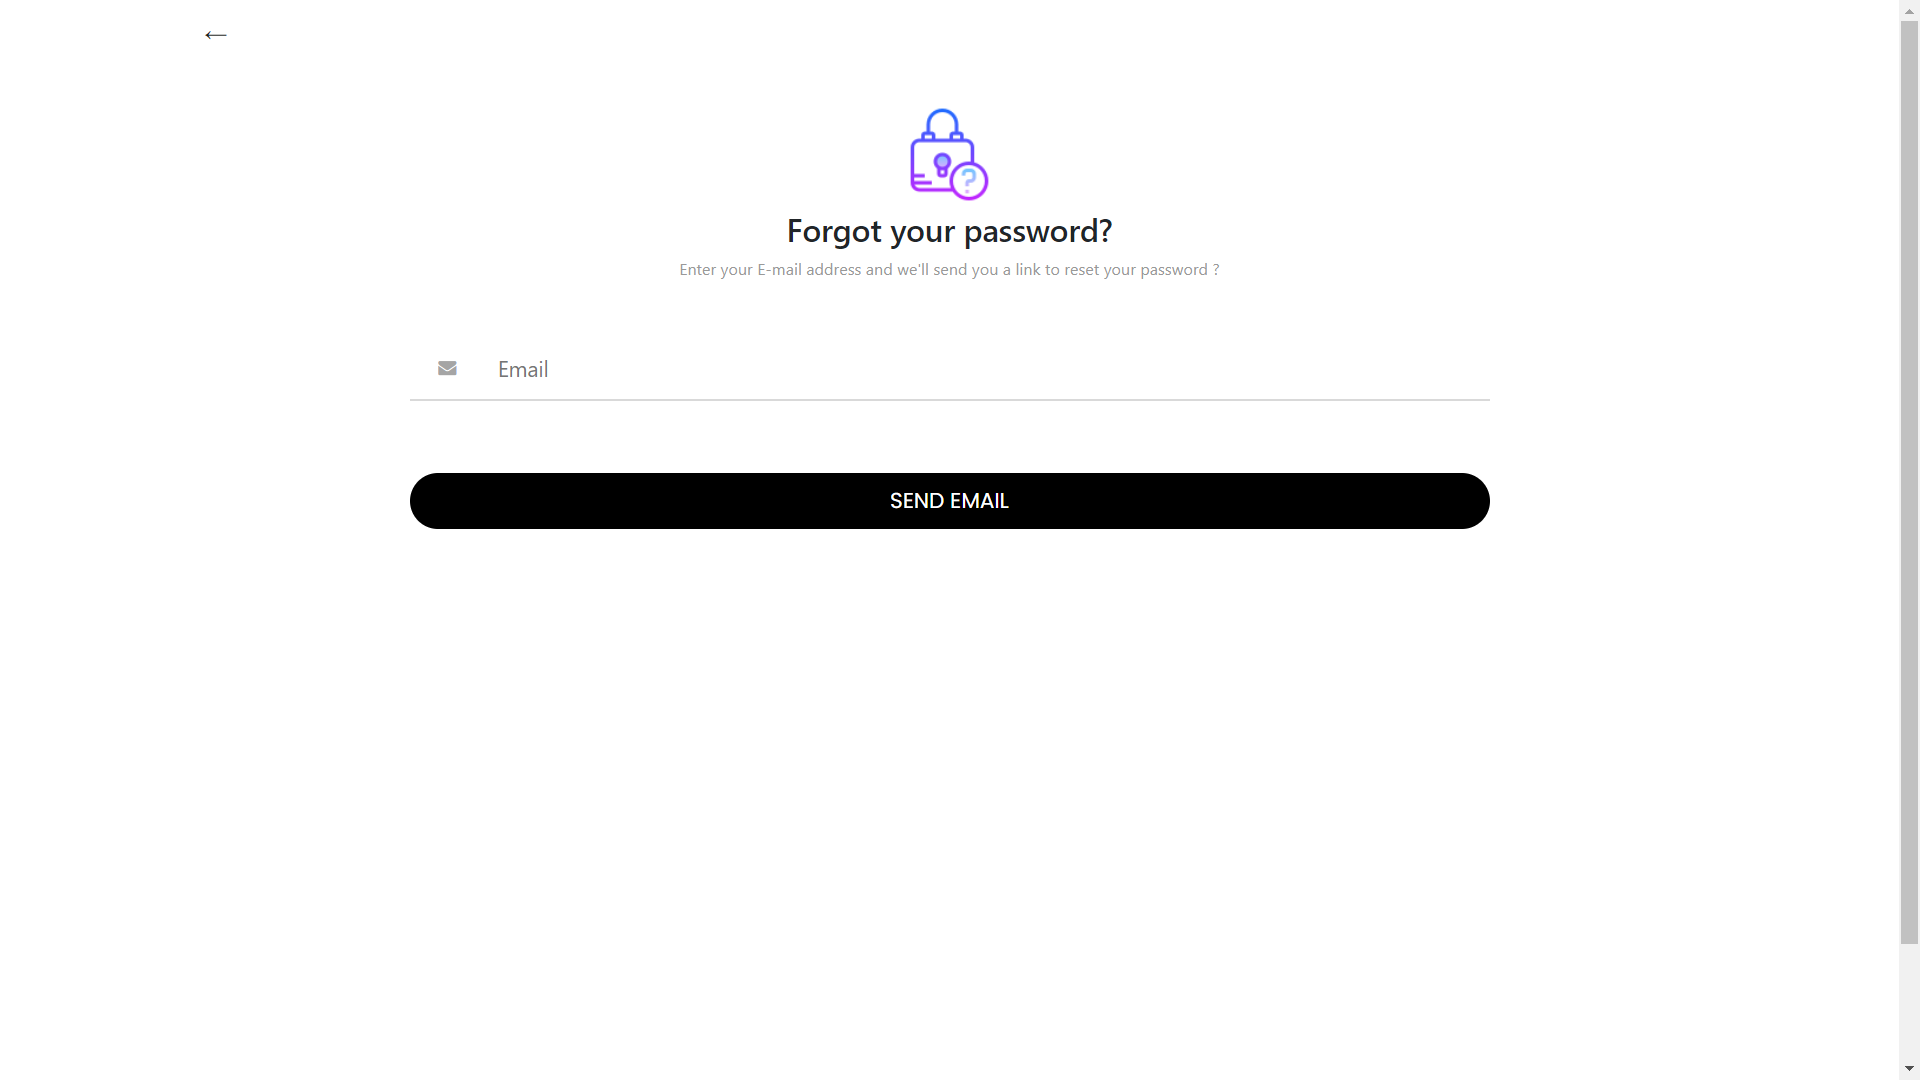 ←
Forgot your password?
Enter your E-mail address and we'll send you a link to reset your password ?
Email
SEND EMAIL